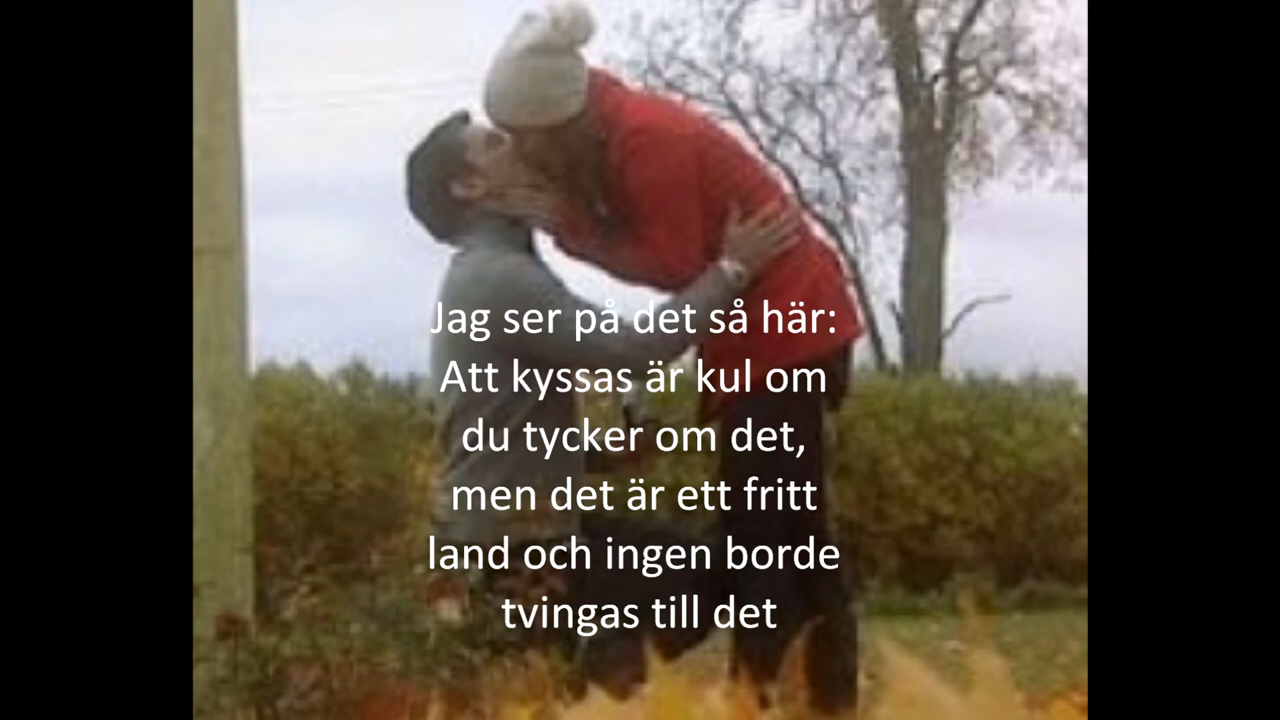 Jag ser på det så här:
Att kyssas är kul om
du tycker om det,
men det är ett fritt
land och ingen borde
tvingas till det